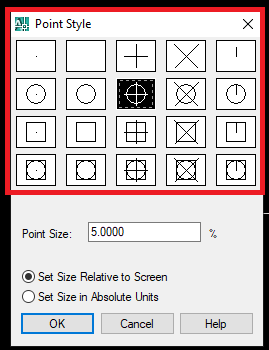 Point Style
Point Size: 5.0000 %
Set Size Relative to Screen
Set Size in Absolute Units
OK Cancel Help